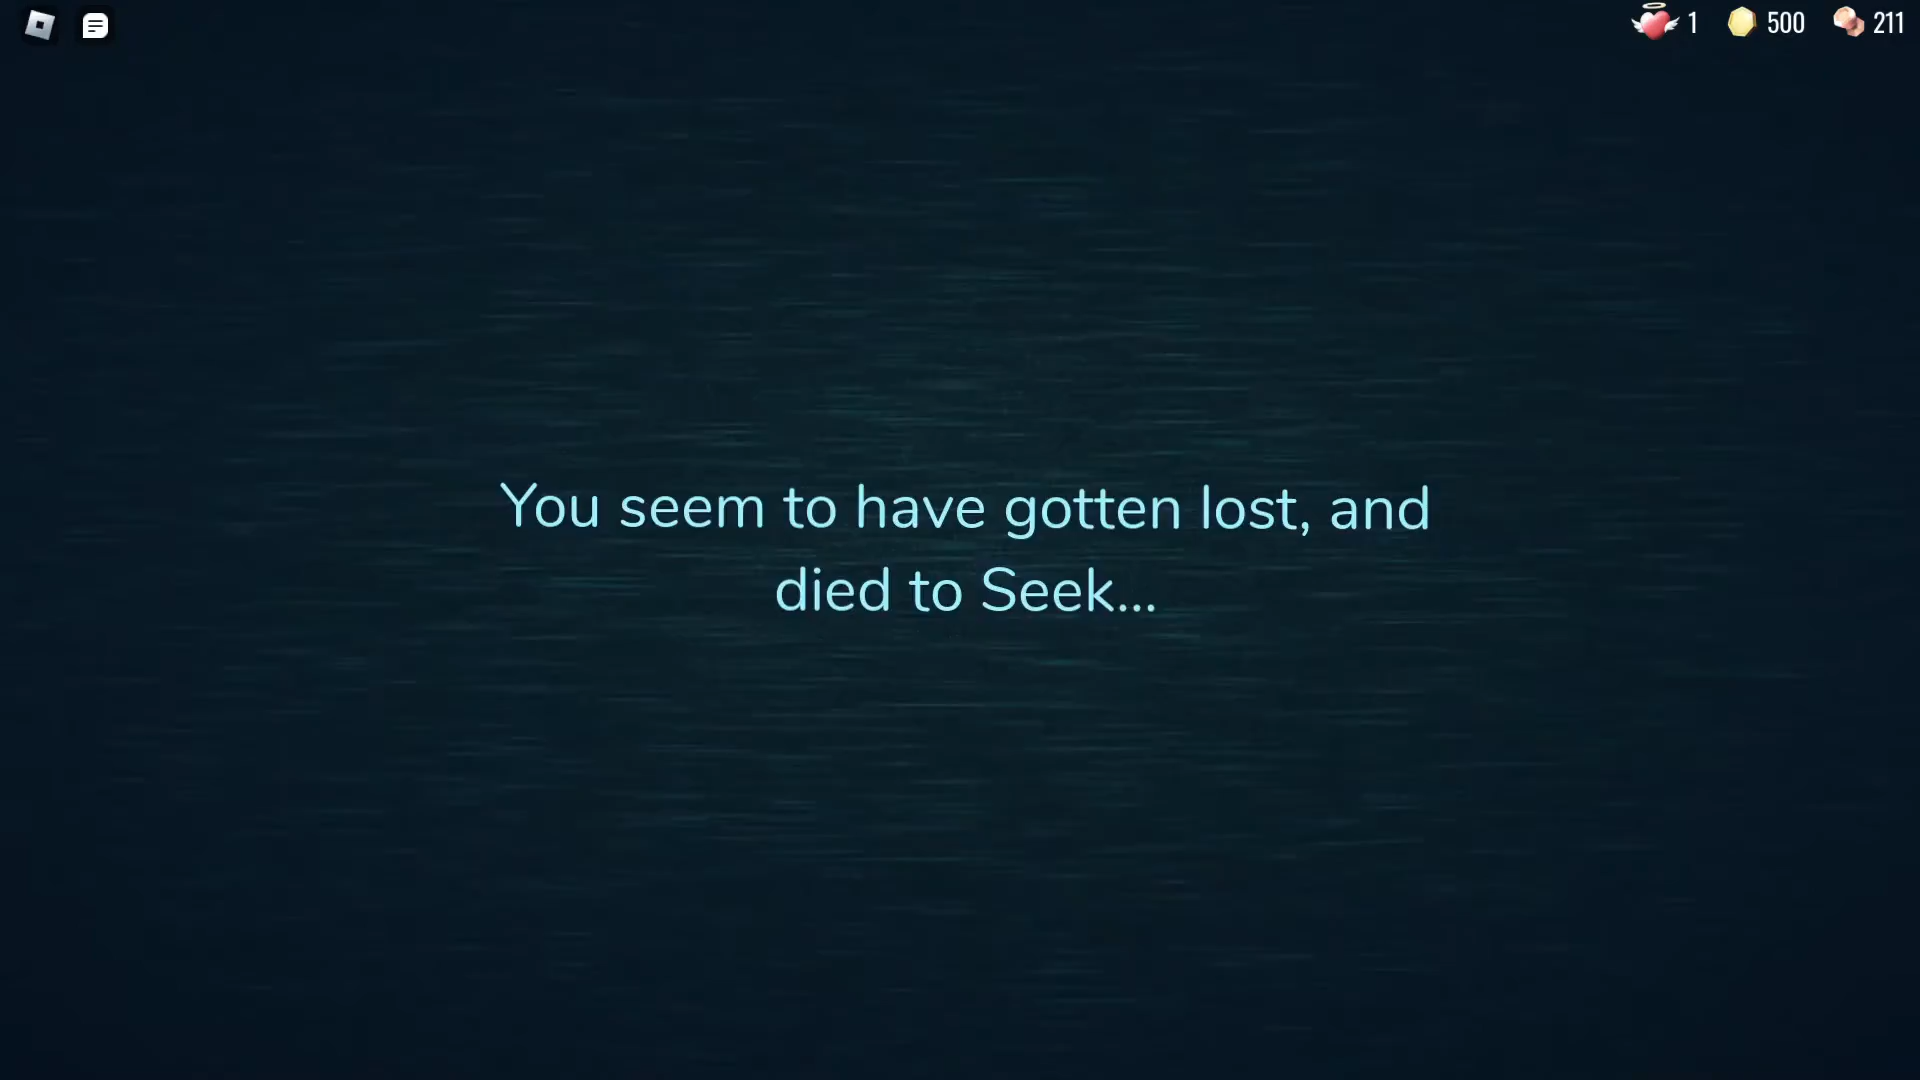 1 500 211
You seem to have gotten lost, and
died to Seek...